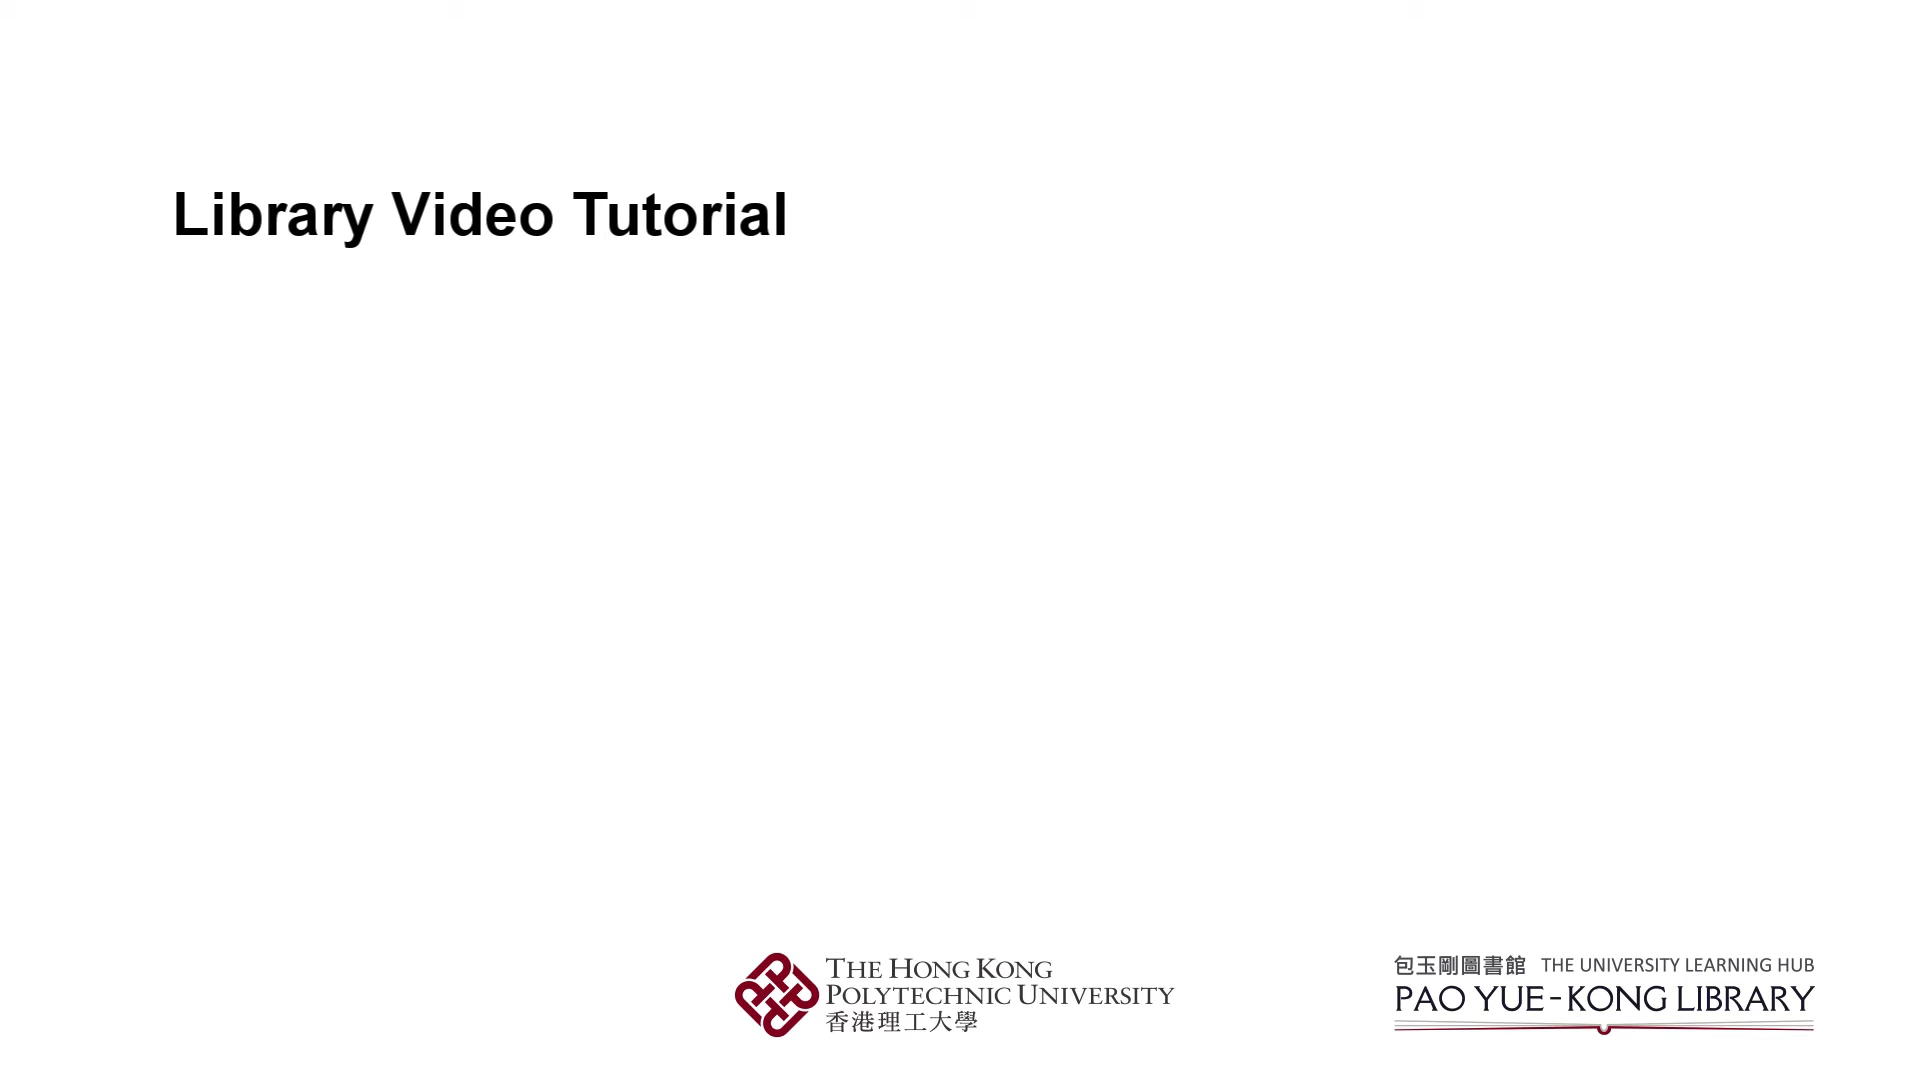 Library Video Tutorial
THE HONG KONG
POLYTECHNIC UNIVERSITY
香港理工大學
包玉剛圖書館 THE UNIVERSITY LEARNING HUB
PAO YUE-KONG LIBRARY